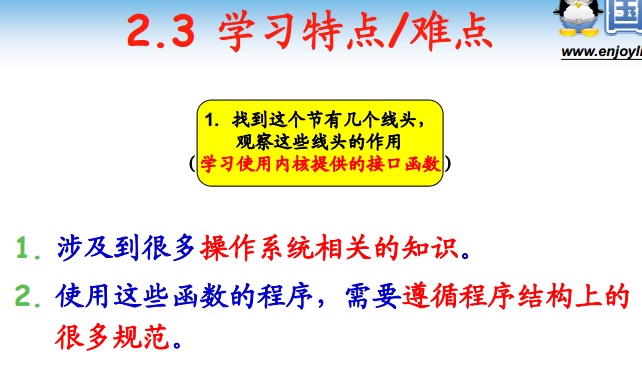 2.3 学习特点/难点
国
www.enjoyli
1. 找到这个节有几个线头，
观察这些线头的作用
（学习使用内核提供的接口函数）
1. 涉及到很多操作系统相关的知识。
2. 使用这些函数的程序，需要遵循程序结构上的
很多规范。